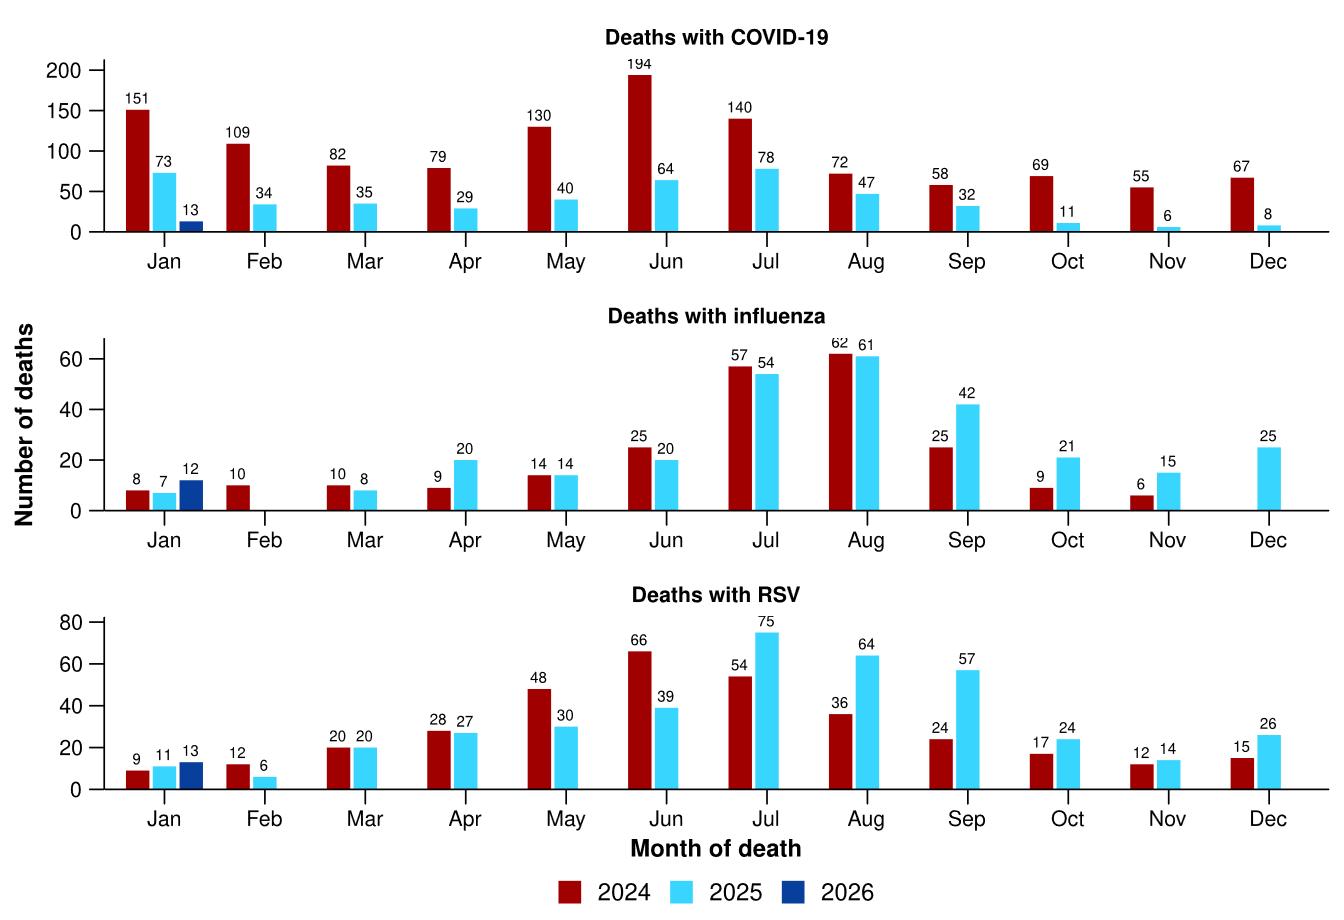 Deaths with COVID-19
200
150
100
50
0
151 73 13 109 34 82 35 79 29 130 40 194 64 140 78 72 47 58 32 69 11 55 6 67 8
Jan Feb Mar Apr May Jun Jul Aug Sep Oct Nov Dec
Number of deaths
Deaths with influenza
60
40
20
0
8 7 12 10 10 8 9 20 14 14 25 20 57 54 62 61 25 42 9 21 6 15 25
Jan Feb Mar Apr May Jun Jul Aug Sep Oct Nov Dec
Deaths with RSV
80
60
40
20
0
9 11 13 12 6 20 20 28 27 48 30 66 39 54 75 36 64 24 57 17 24 12 14 15 26
Jan Feb Mar Apr May Jun Jul Aug Sep Oct Nov Dec
Month of death
2024 2025 2026